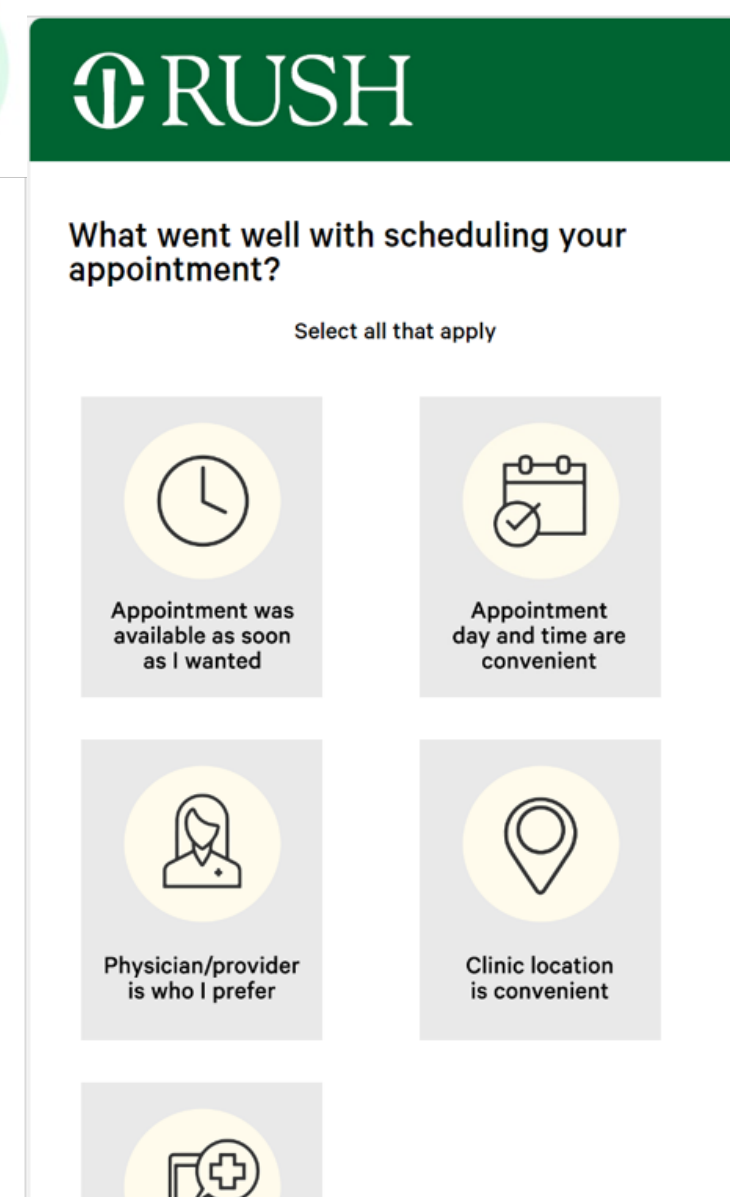 RUSH
What went well with scheduling your
appointment?
Select all that apply
Appointment was
available as soon
as I wanted
Appointment
day and time are
convenient
Physician/provider
is who I prefer
Clinic location
is convenient